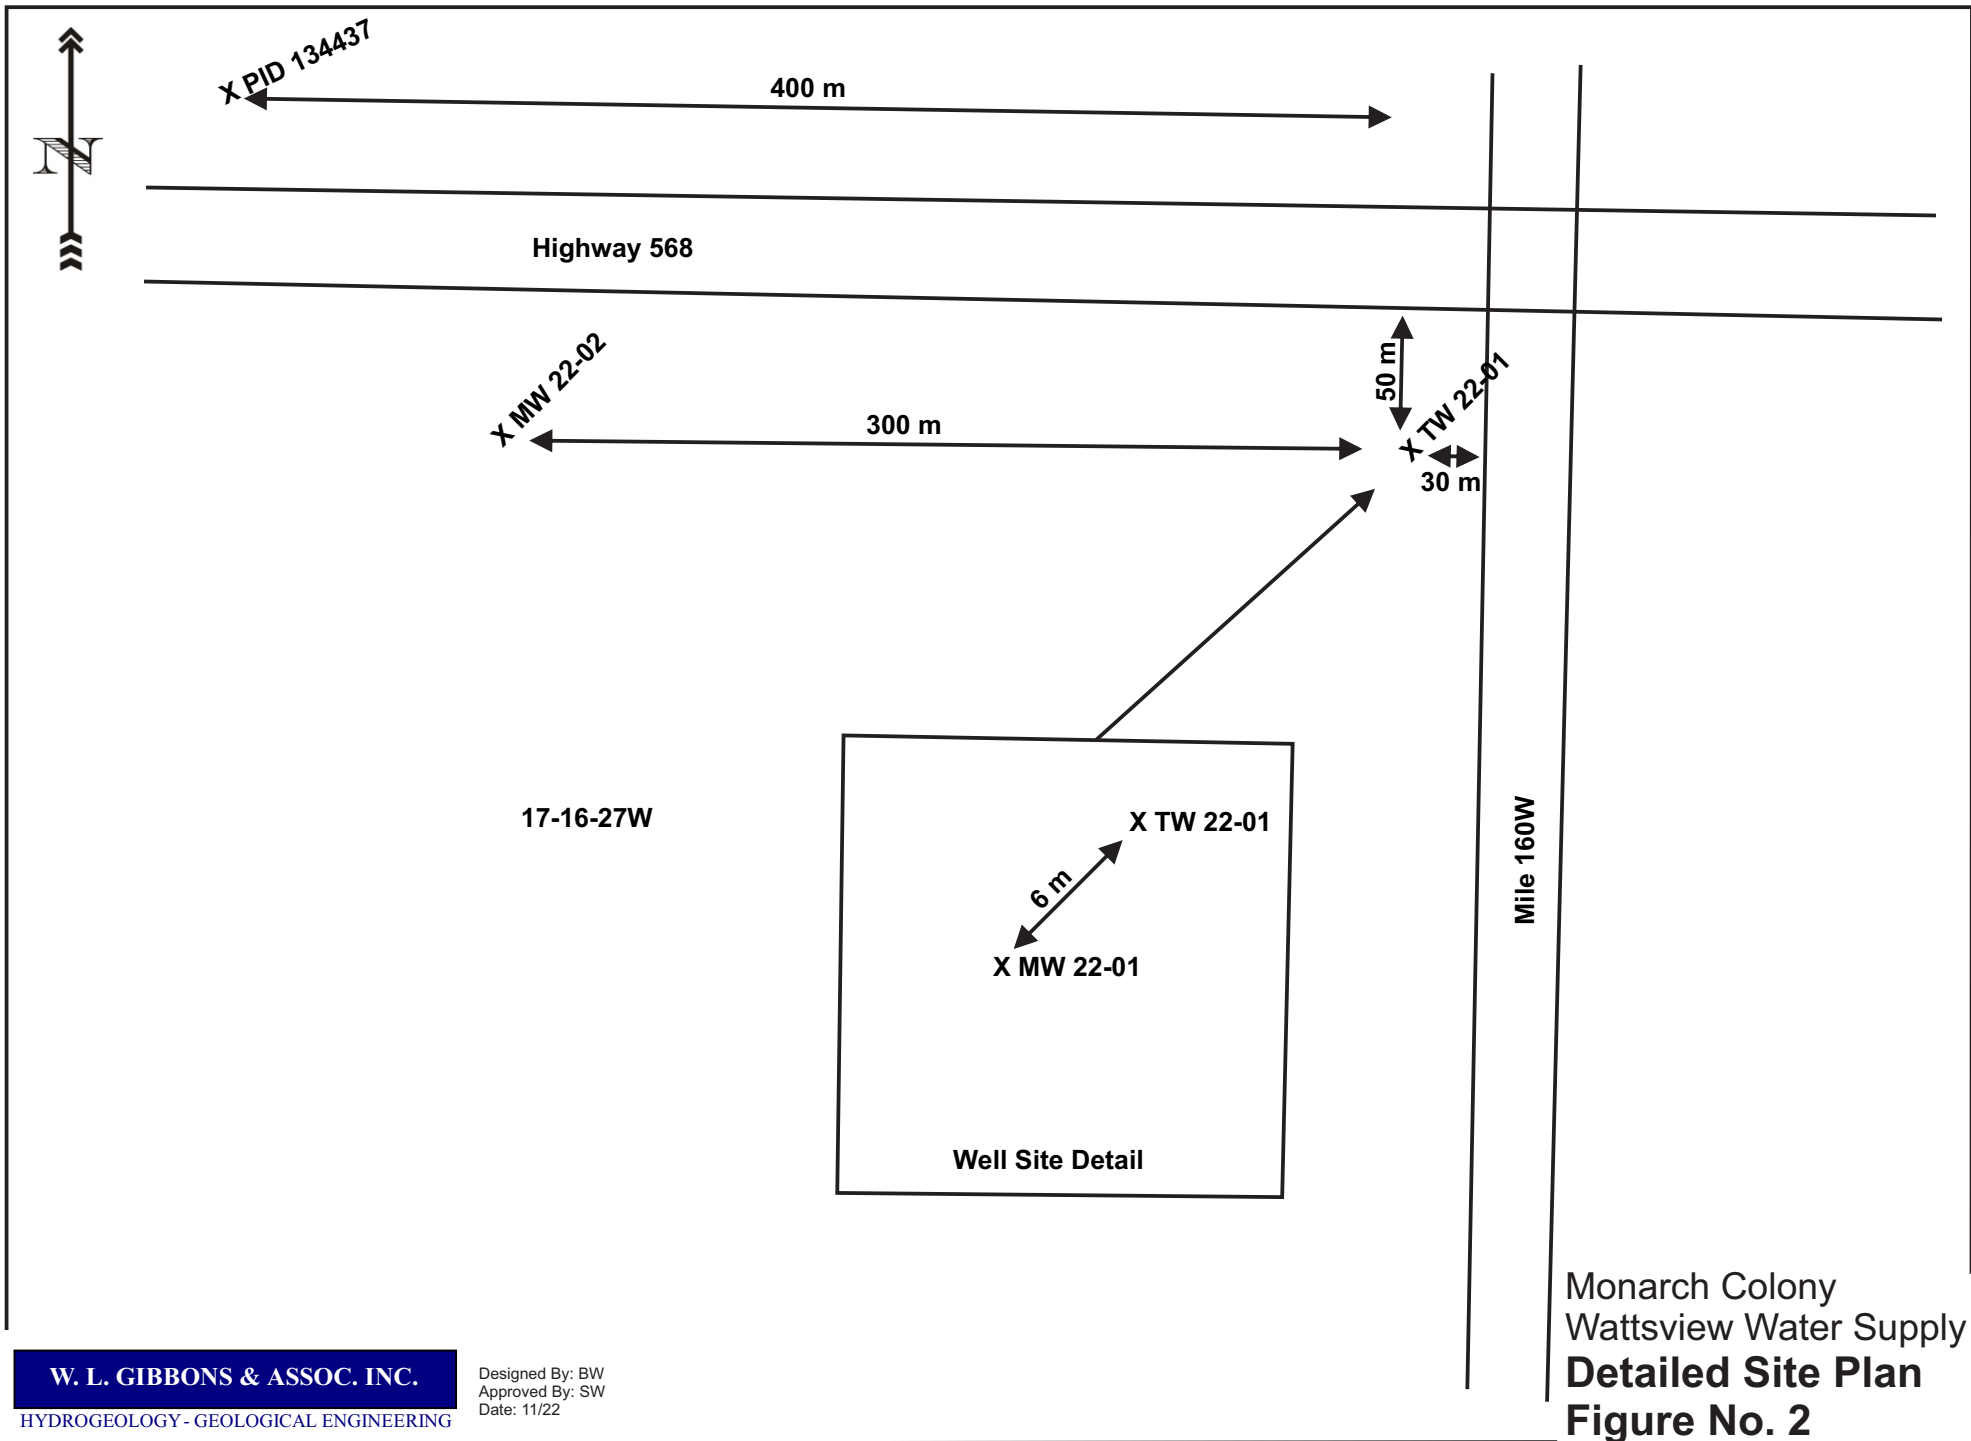 X PID 134437
400 m
N
Highway 568
X MW 22-02
300 m
50 m
X TW 22-01
30 m
17-16-27W
X TW 22-01
6 m
X MW 22-01
Well Site Detail
Mile 160W
Monarch Colony
Wattsview Water Supply
Detailed Site Plan
Figure No. 2
W. L. GIBBONS & ASSOC. INC.
HYDROGEOLOGY - GEOLOGICAL ENGINEERING
Designed By: BW
Approved By: SW
Date: 11/22